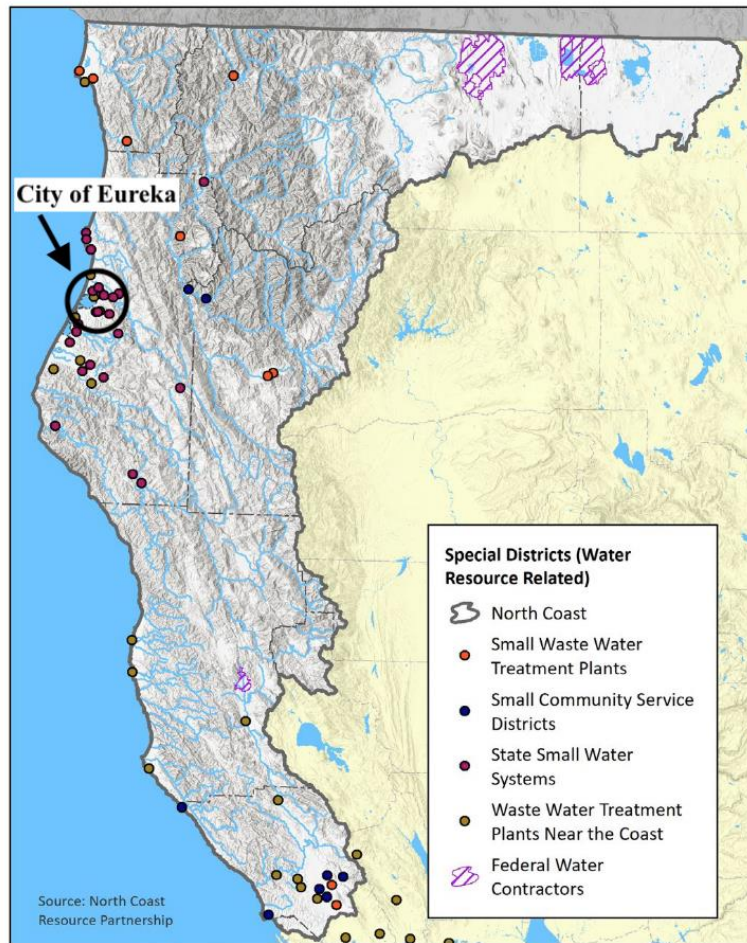 City of Eureka
Special Districts (Water
Resource Related)
North Coast
Small Waste Water
Treatment Plants
Small Community Service
Districts
State Small Water
Systems
Waste Water Treatment
Plants Near the Coast
Federal Water
Contractors
Source: North Coast
Resource Partnership